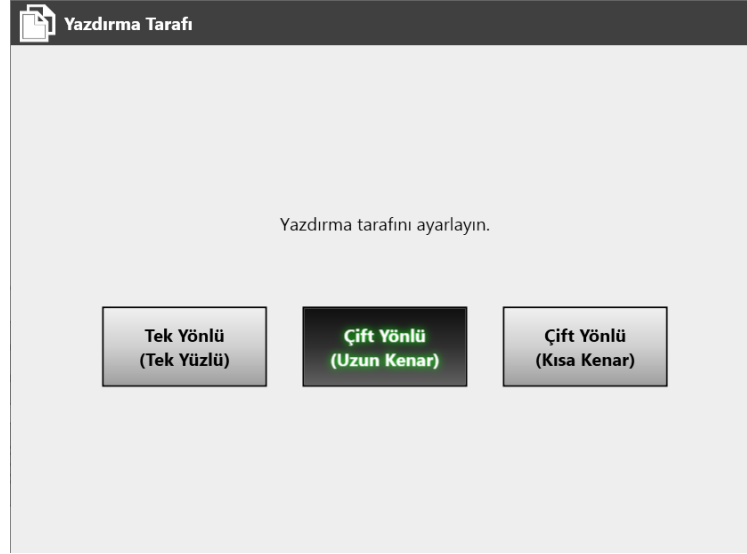 Yazdırma Tarafı
Yazdırma tarafını ayarlayın.
Tek Yönlü
(Tek Yüzlü)
Çift Yönlü
(Uzun Kenar)
Çift Yönlü
(Kısa Kenar)